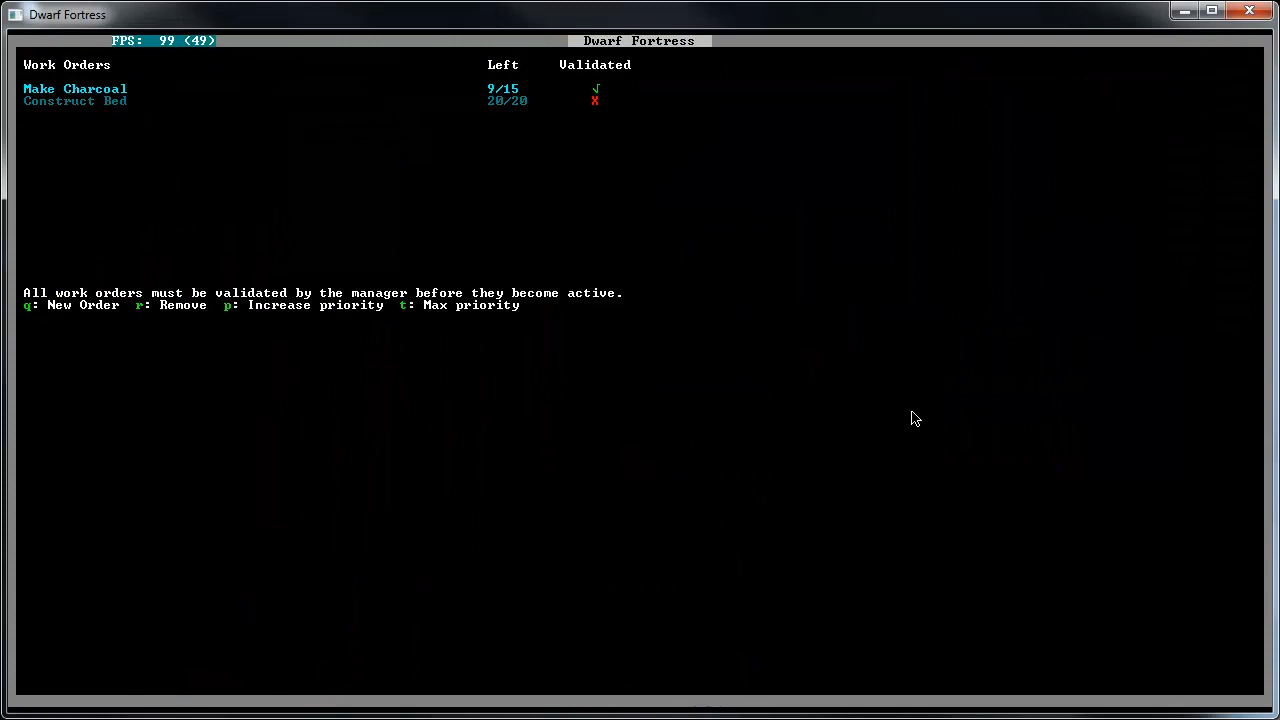 Dwarf Fortress
FPS: 99 (49) Dwarf Fortress
Work Orders Left Validated
Make Charcoal 9/15 √
Construct Bed 20/20 X
All work orders must be validated by the manager before they become active.
q: New Order r: Remove p: Increase priority t: Max priority